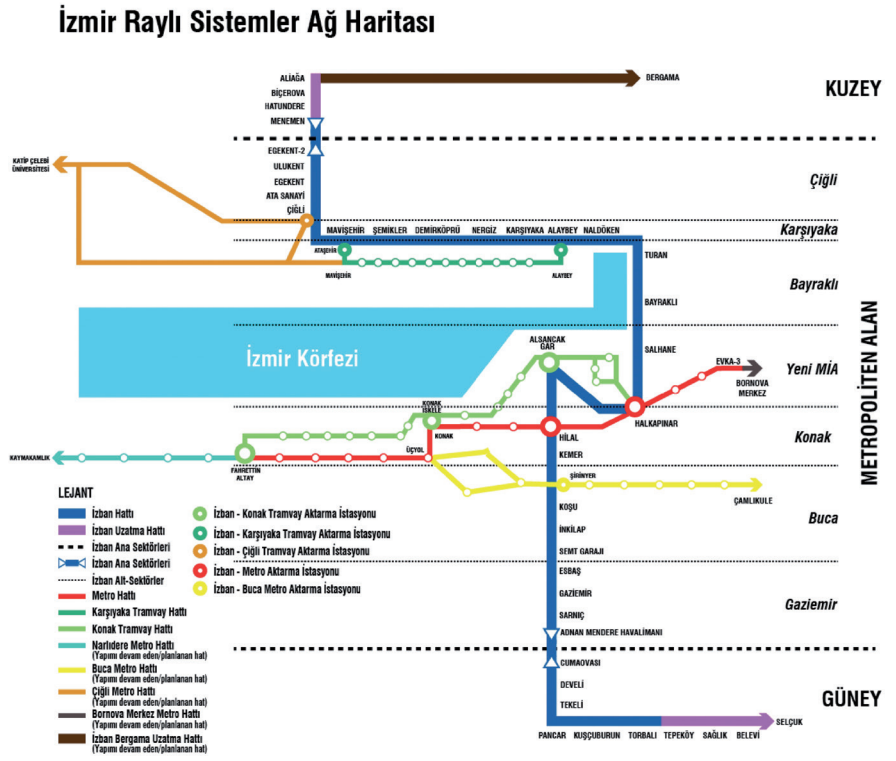 İzmir Raylı Sistemler Ağ Haritası
ALİAĞA
BİÇEROVA
HATUNDERE
MENEMEN
BERGAMA
KUZEY
EGEKENT-2
ULUKENT
EGEKENT
ATA SANAYİ
ÇİĞLİ
KATİP ÇELEBİ
ÜNİVERSİTESİ
Çiğli
MAVİŞEHİR ŞEMİKLER DEMİRKÖPRÜ NERGİZ KARŞIYAKA ALAYBEY NALDÖKEN
Karşıyaka
ATAŞEHİR
MAVİŞEHİR
ALAYBEY
TURAN
BAYRAKLI
Bayraklı
METROPOLİTEN ALAN
İzmir Körfezi
ALSANCAK
GAR
SALHANE
EVKA-3
BORNOVA
MERKEZ
Yeni MİA
KONAK
İSKELE
KONAK
HALKAPINAR
HİLAL
KEMER
Konak
KAYMAKAMLIK
FAHRETTİN
ALTAY
ÜÇYOL
ŞİRİNYER
ÇAMLIKULE
KOŞU
İNKİLAP
SEMT GARAJI
Buca
ESBAŞ
GAZİEMİR
SARNIÇ
ADNAN MENDERE HAVALİMANI
Gaziemir
CUMAOVASI
DEVELİ
TEKELİ
GÜNEY
PANCAR KUŞÇUBURUN TORBALI TEPEKÖY SAĞLIK BELEVİ
SELÇUK
LEJANT
İzban Hattı
İzban Uzatma Hattı
İzban Ana Sektörleri
İzban Ana Sektörleri
İzban Alt-Sektörler
Metro Hattı
Karşıyaka Tramvay Hattı
Konak Tramvay Hattı
Narlıdere Metro Hattı
(Yapımı devam eden/planlanan hat)
Buca Metro Hattı
(Yapımı devam eden/planlanan hat)
Çiğli Metro Hattı
(Yapımı devam eden/planlanan hat)
Bornova Merkez Metro Hattı
(Yapımı devam eden/planlanan hat)
İzban Bergama Uzatma Hattı
(Yapımı devam eden/planlanan hat)
İzban - Konak Tramvay Aktarma İstasyonu
İzban - Karşıyaka Tramvay Aktarma İstasyonu
İzban - Çiğli Tramvay Aktarma İstasyonu
İzban - Metro Aktarma İstasyonu
İzban - Buca Metro Aktarma İstasyonu